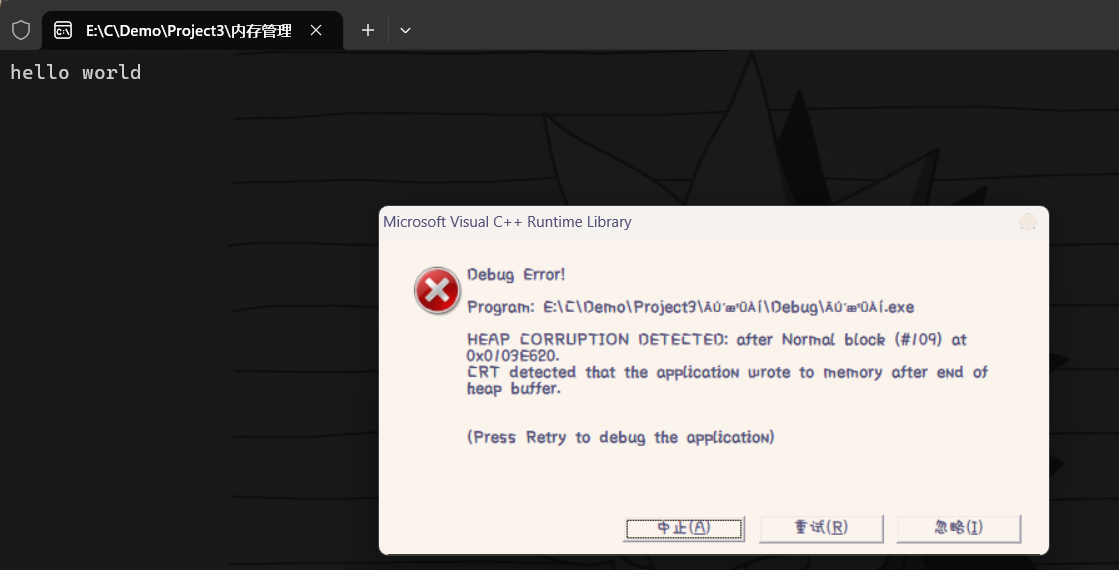 E:\C\Demo\Project3\内存管理
hello world
Microsoft Visual C++ Runtime Library
Debug Error!
Program: E:\C\Demo\Project3\ÄÚ´æ¹ÜÀí\Debug\ÄÚ´æ¹ÜÀí.exe
HEAP CORRUPTION DETECTED: after Normal block (#109) at
0x0103E620.
CRT detected that the application wrote to memory after end of
heap buffer.
(Press Retry to debug the application)
中止(A)
重试(R)
忽略(I)